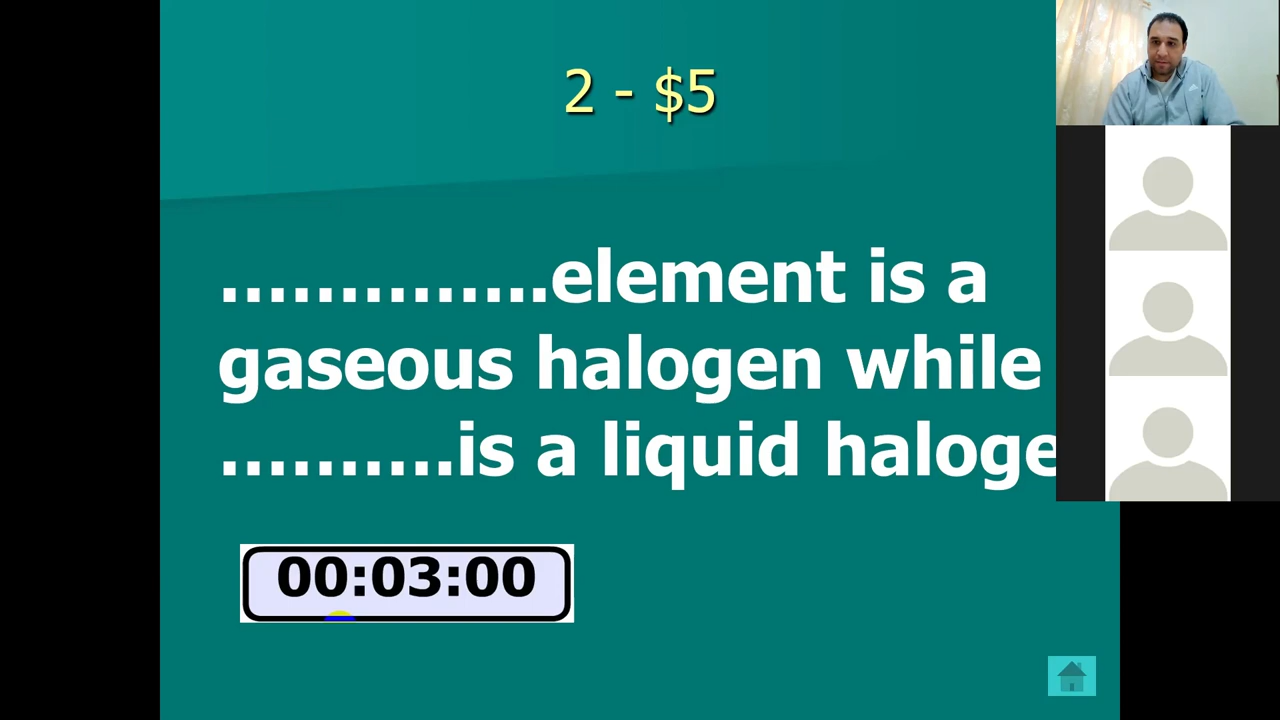 2 - $5
…………..element is a
gaseous halogen while
……….is a liquid haloge
00:03:00